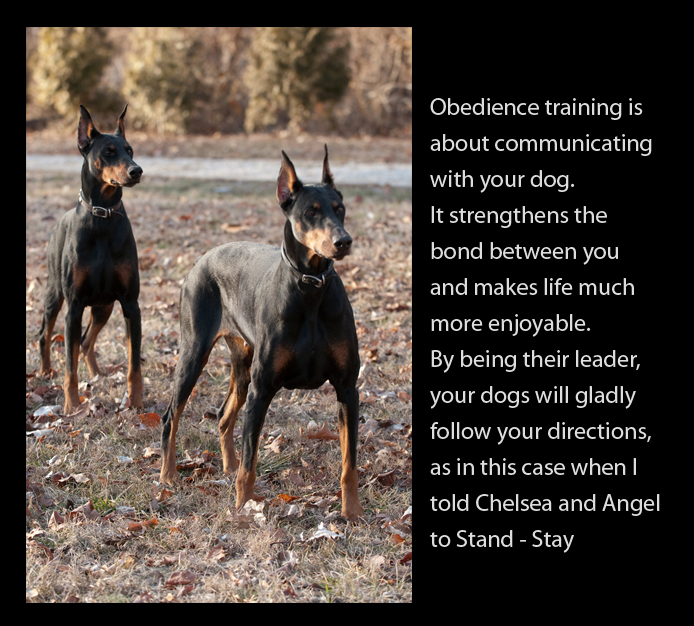 Obedience training is
about communicating
with your dog.
It strengthens the
bond between you
and makes life much
more enjoyable.
By being their leader,
your dogs will gladly
follow your directions,
as in this case when I
told Chelsea and Angel
to Stand - Stay